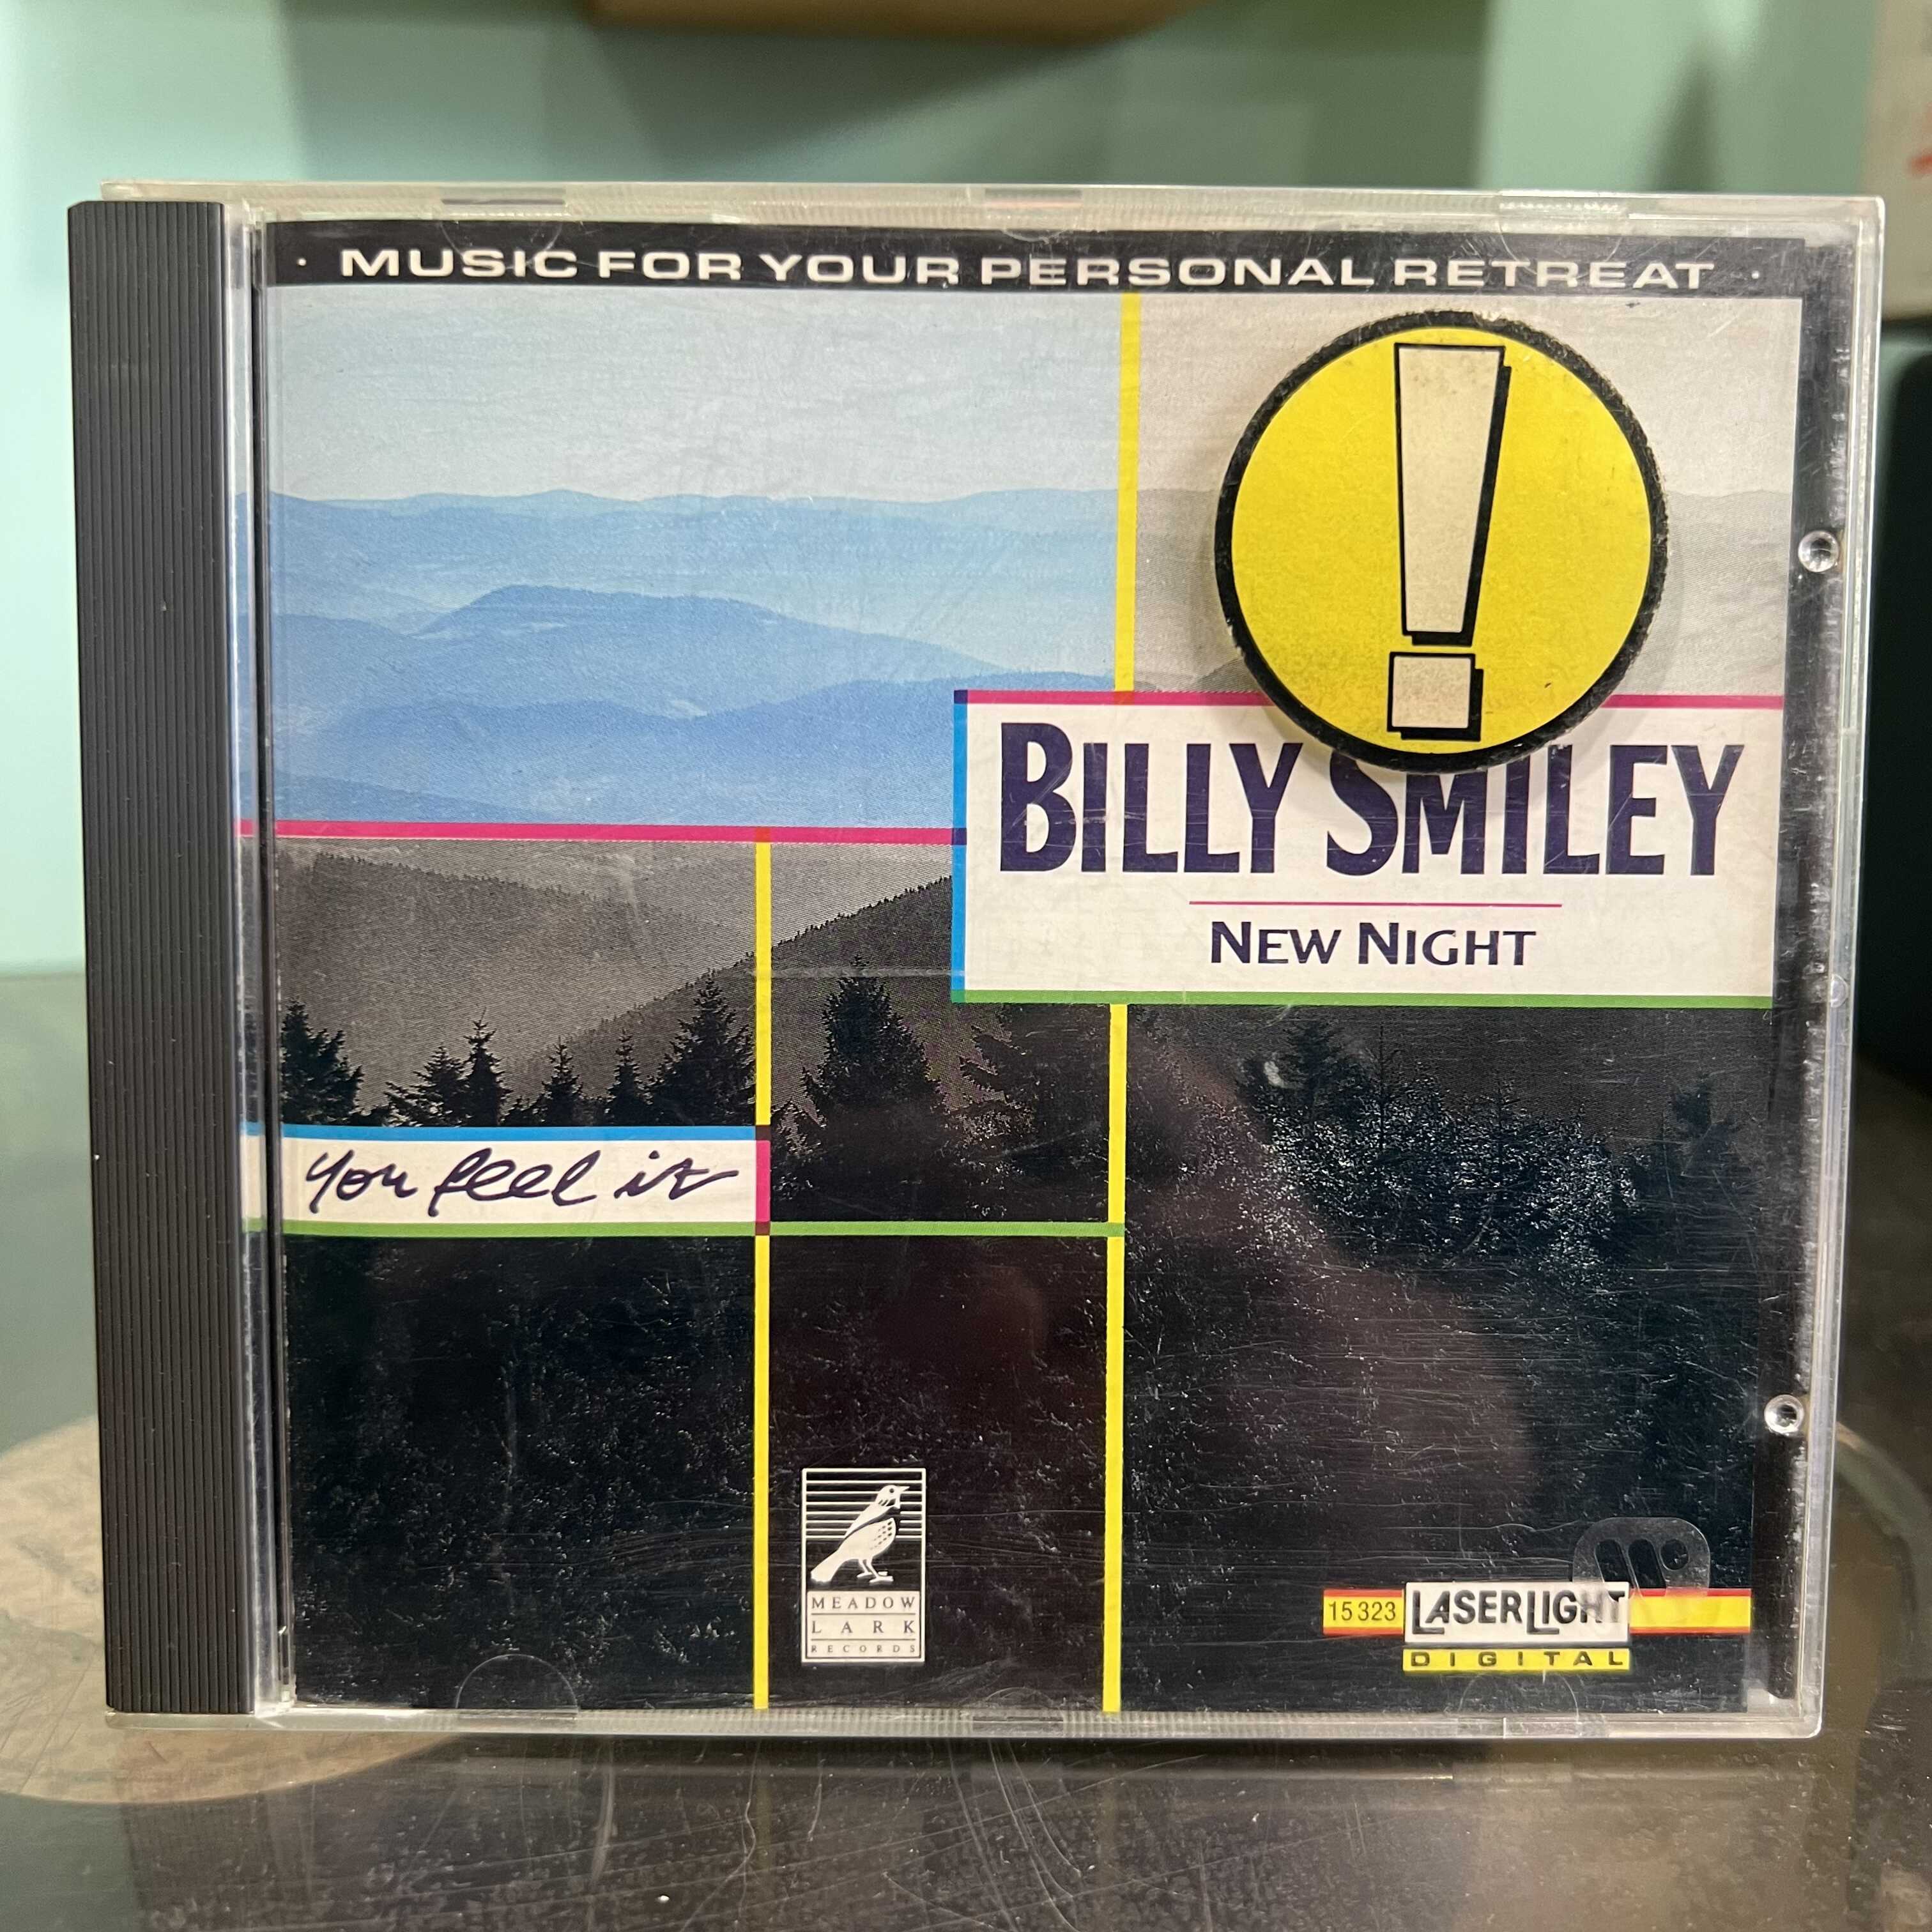 · MUSIC FOR YOUR PERSONAL RETREAT ·
!
BILLY SMILEY
NEW NIGHT
you feel it
MEADOW
LARK
RECORDS
15 323 LASERLIGHT
DIGITAL